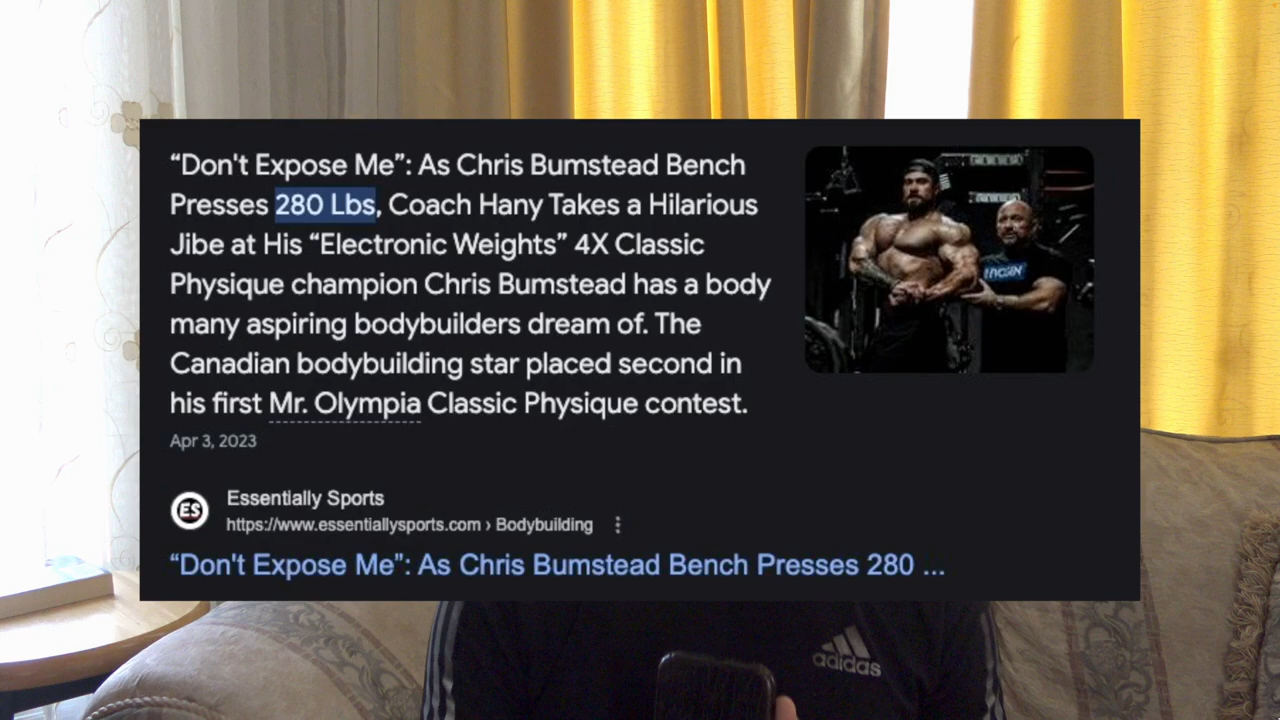 “Don't Expose Me”: As Chris Bumstead Bench
Presses 280 Lbs, Coach Hany Takes a Hilarious
Jibe at His “Electronic Weights” 4X Classic
Physique champion Chris Bumstead has a body
many aspiring bodybuilders dream of. The
Canadian bodybuilding star placed second in
his first Mr. Olympia Classic Physique contest.
Apr 3, 2023
ES
Essentially Sports
https://www.essentiallysports.com › Bodybuilding
“Don't Expose Me”: As Chris Bumstead Bench Presses 280 ...
adidas